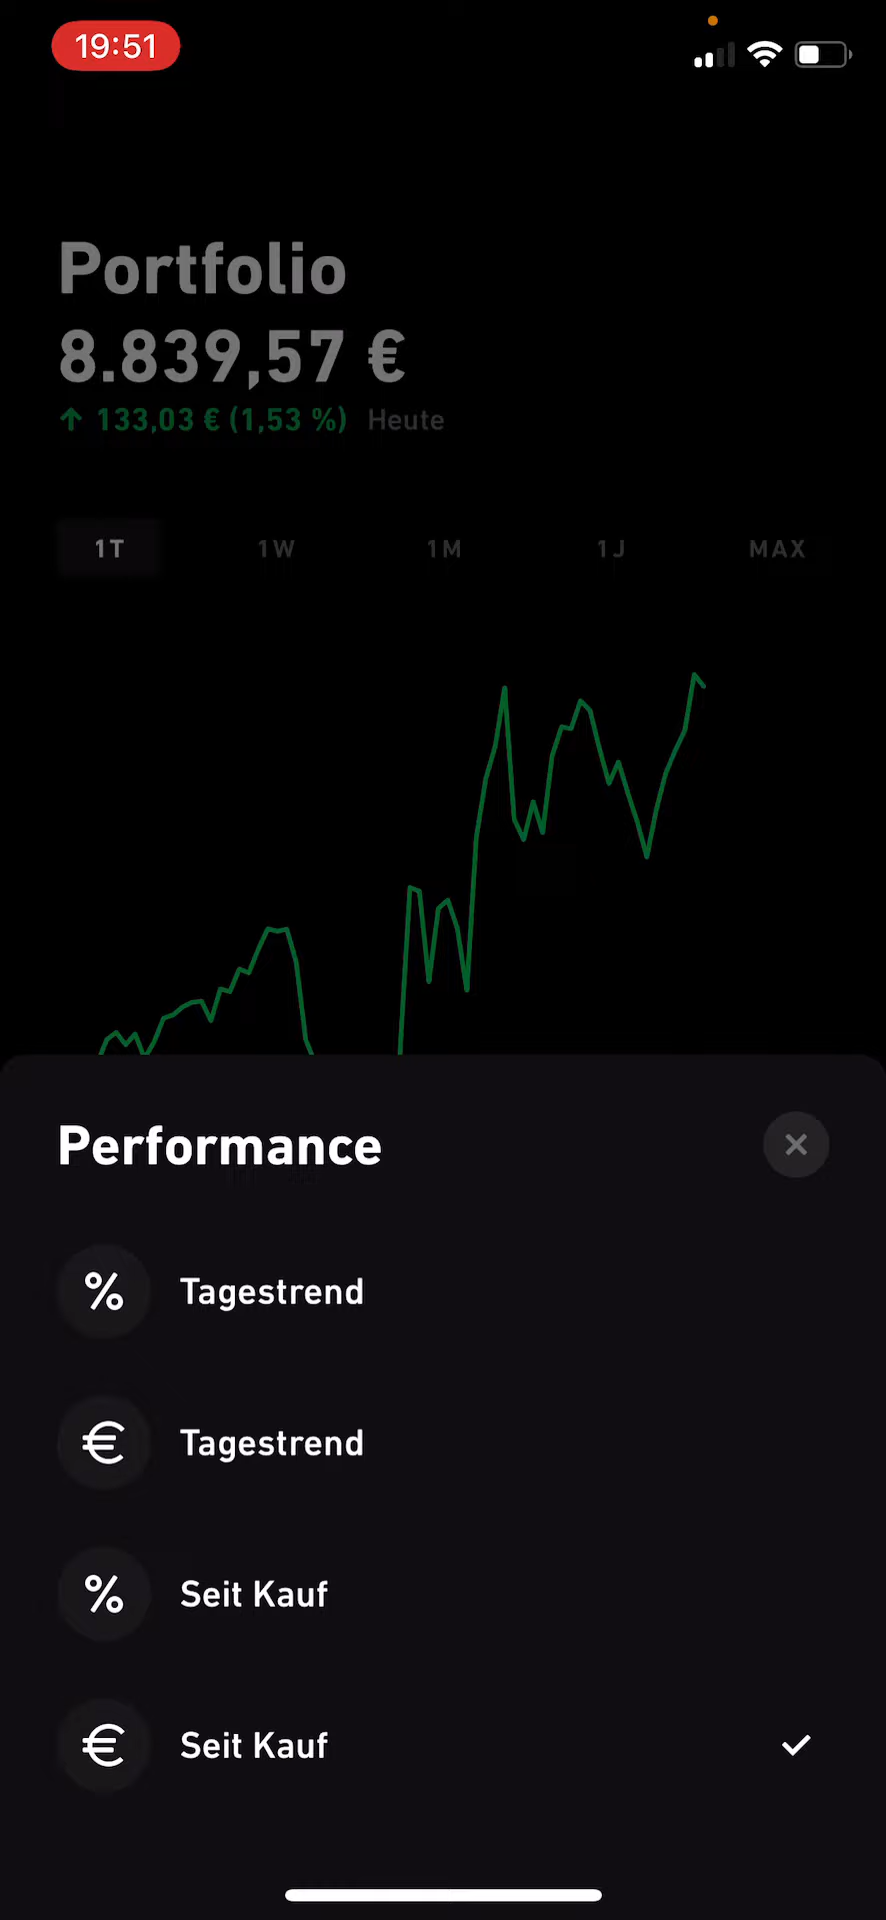 19:51
Portfolio
8.839,57 €
↑ 133,03 € (1,53 %) Heute
1T 1W 1M 1J MAX
Performance
% Tagestrend
€ Tagestrend
% Seit Kauf
€ Seit Kauf